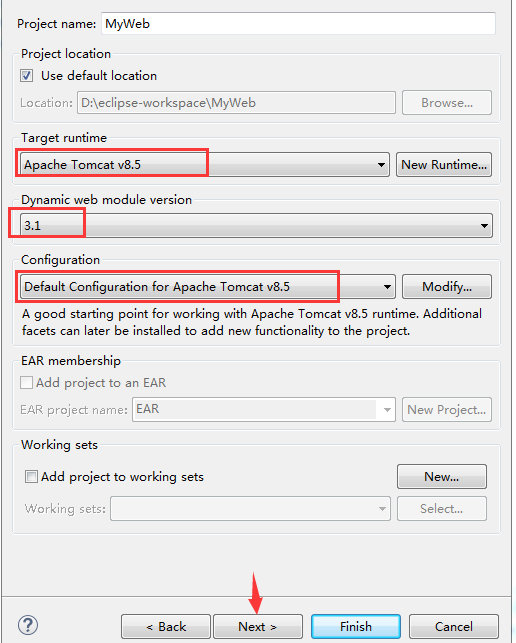 Project name: MyWeb
Project location
Use default location
Location: D:\eclipse-workspace\MyWeb Browse...
Target runtime
Apache Tomcat v8.5 New Runtime...
Dynamic web module version
3.1
Configuration
Default Configuration for Apache Tomcat v8.5 Modify...
A good starting point for working with Apache Tomcat v8.5 runtime. Additional
facets can later be installed to add new functionality to the project.
EAR membership
Add project to an EAR
EAR project name: EAR New Project...
Working sets
Add project to working sets New...
Working sets: Select...
? < Back Next > Finish Cancel